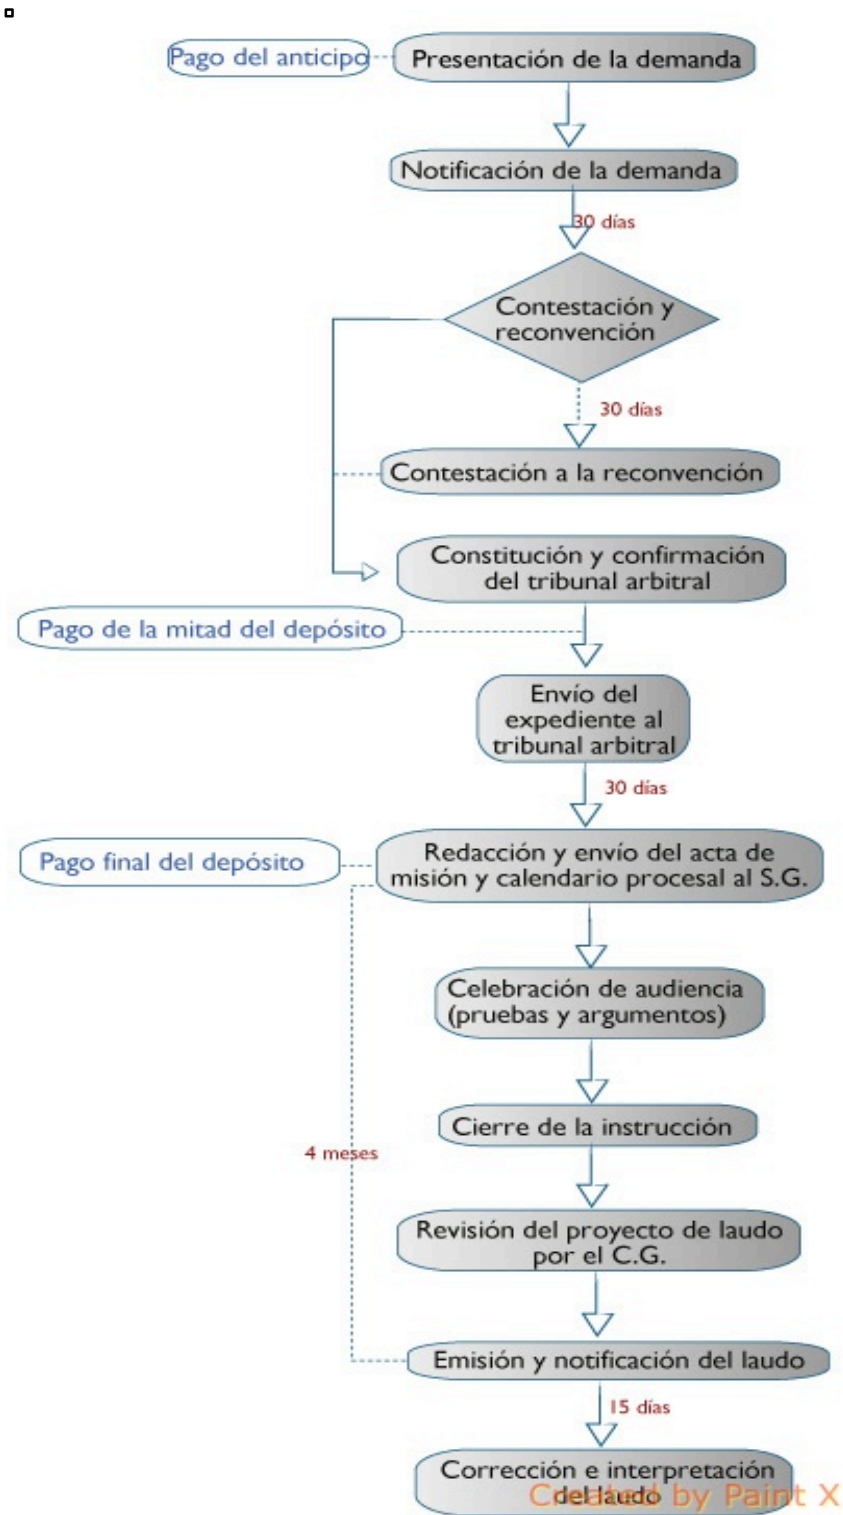 Pago del anticipo
Presentación de la demanda
Notificación de la demanda
30 días
Contestación y
reconvención
30 días
Contestación a la reconvención
Constitución y confirmación
del tribunal arbitral
Pago de la mitad del depósito
Envío del
expediente al
tribunal arbitral
30 días
Pago final del depósito
Redacción y envío del acta de
misión y calendario procesal al S.G.
Celebración de audiencia
(pruebas y argumentos)
Cierre de la instrucción
4 meses
Revisión del proyecto de laudo
por el C.G.
Emisión y notificación del laudo
15 días
Corrección e interpretación
del laudo
Created by Paint X